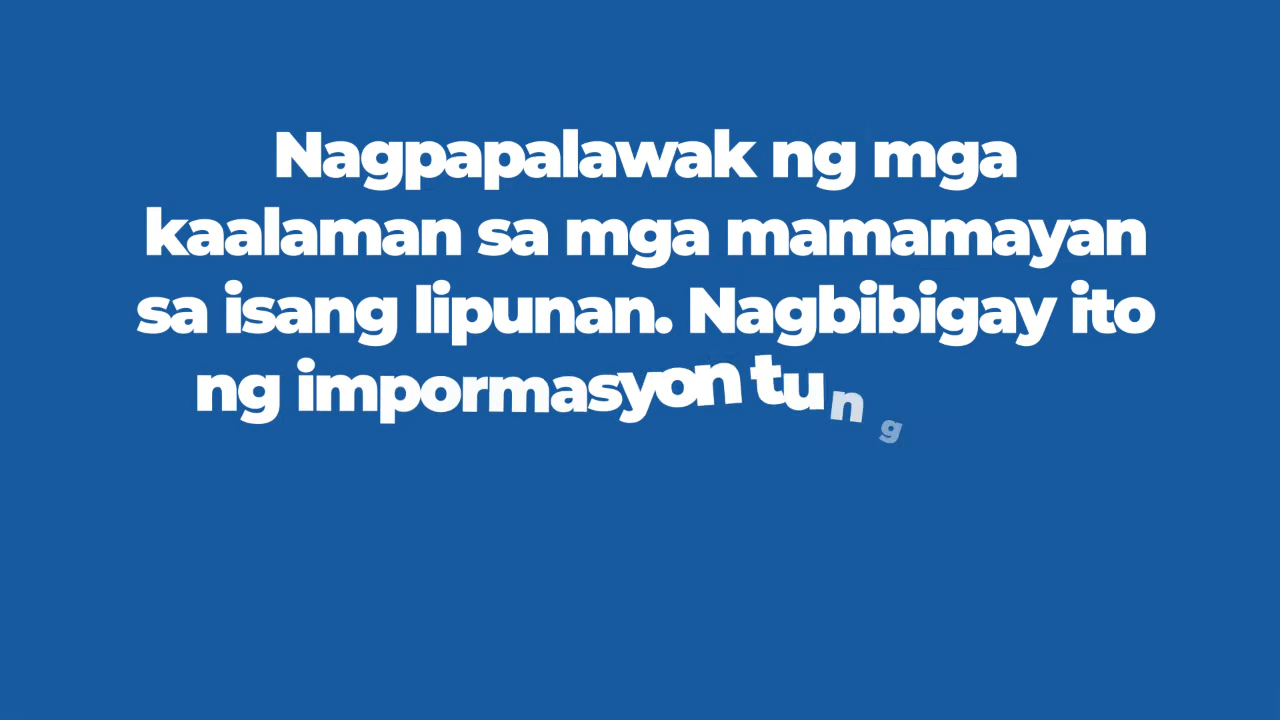 Nagpapalawak ng mga
kaalaman sa mga mamamayan
sa isang lipunan. Nagbibigay ito
ng impormasyon tung